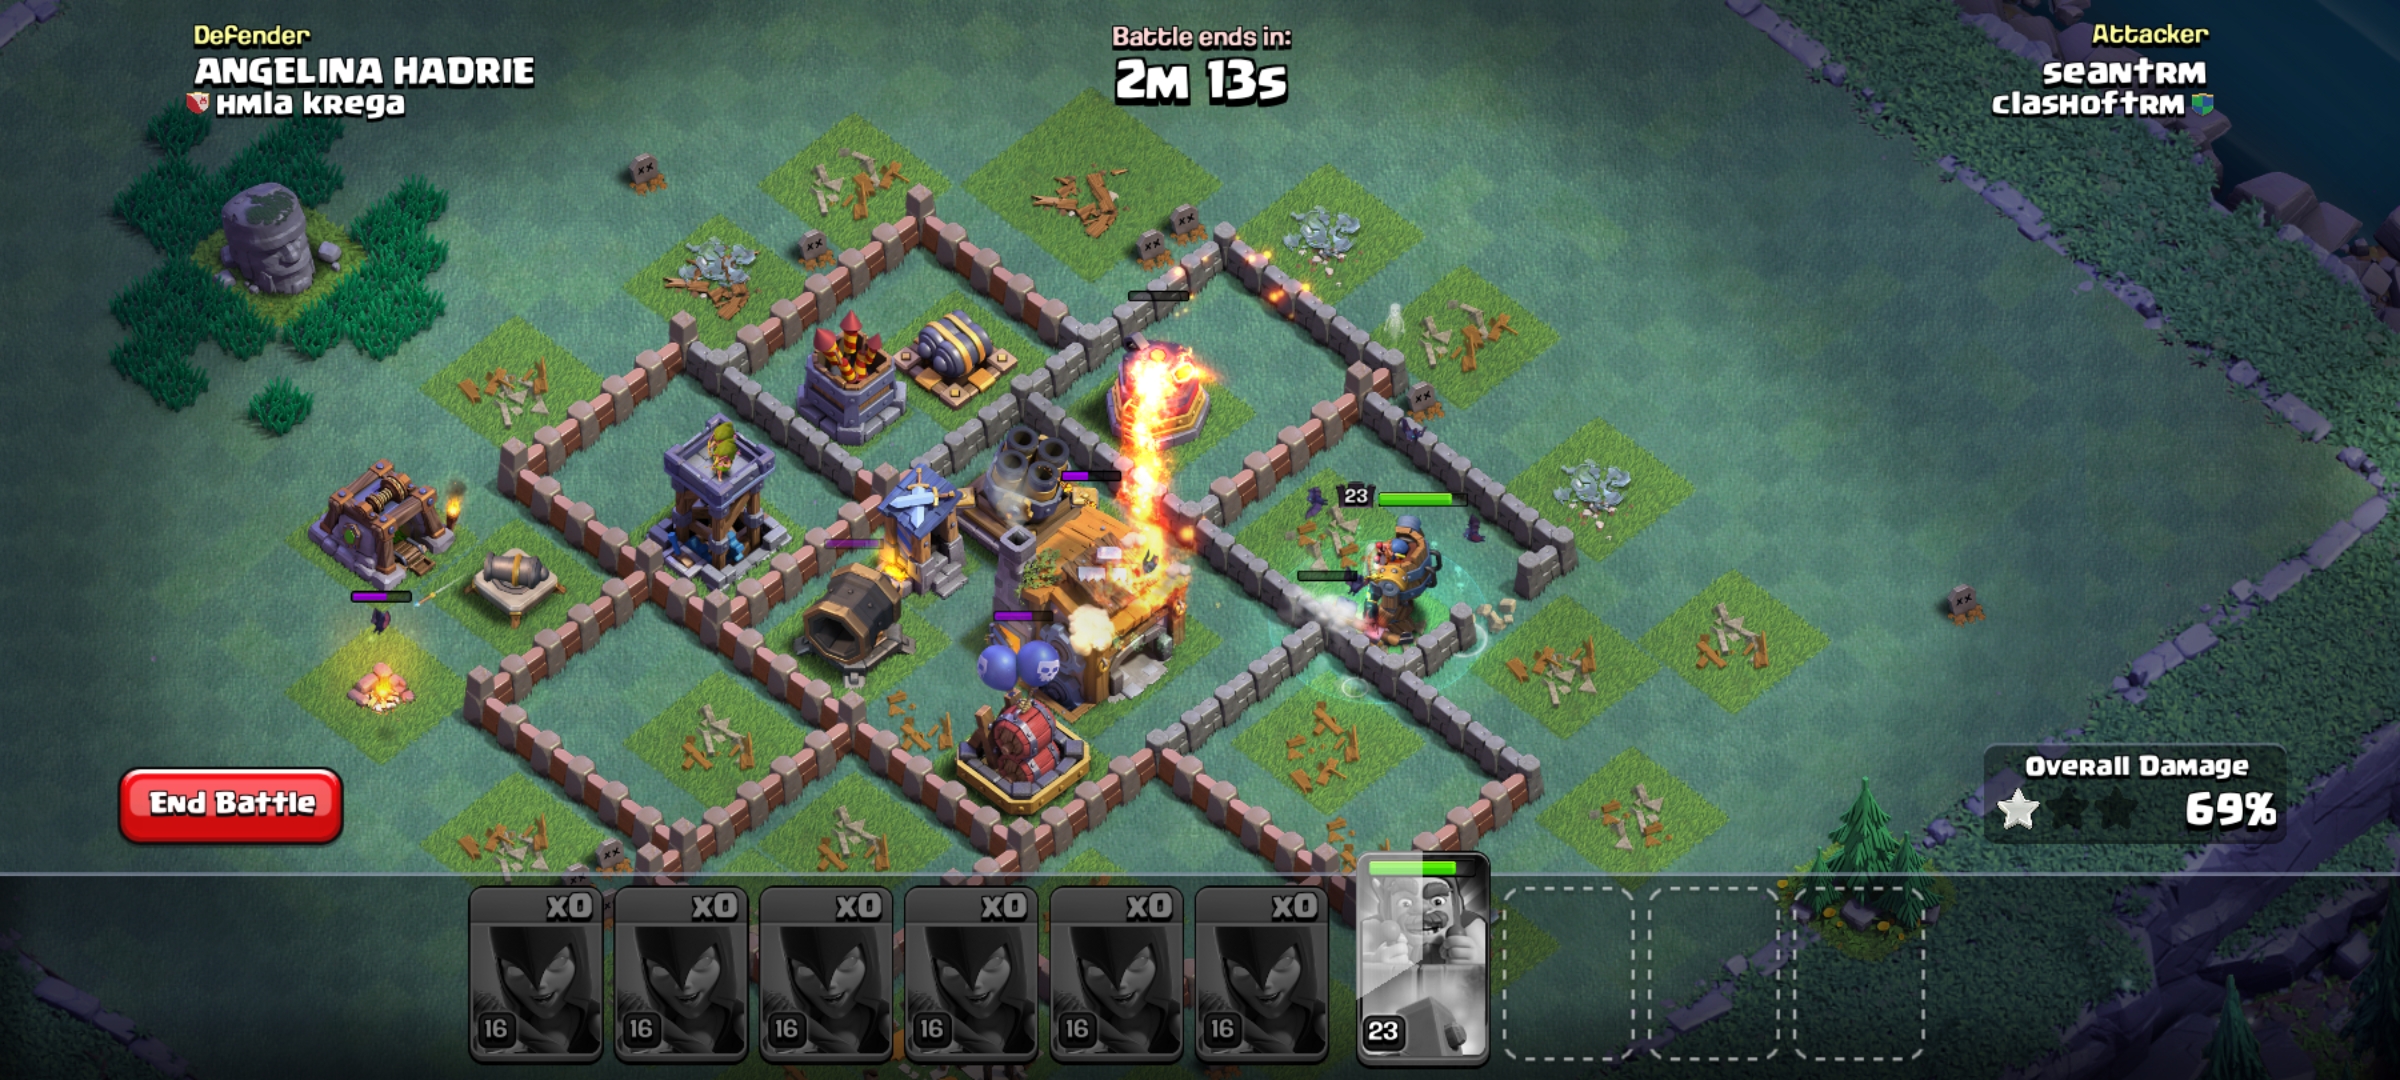 Defender
ANGELINA HADRIE
HMla krega
Battle ends in:
2M 13s
Attacker
seantRM
clashoftRM
23
End Battle
Overall Damage
69%
x0 x0 x0 x0 x0 x0
16 16 16 16 16 16 23